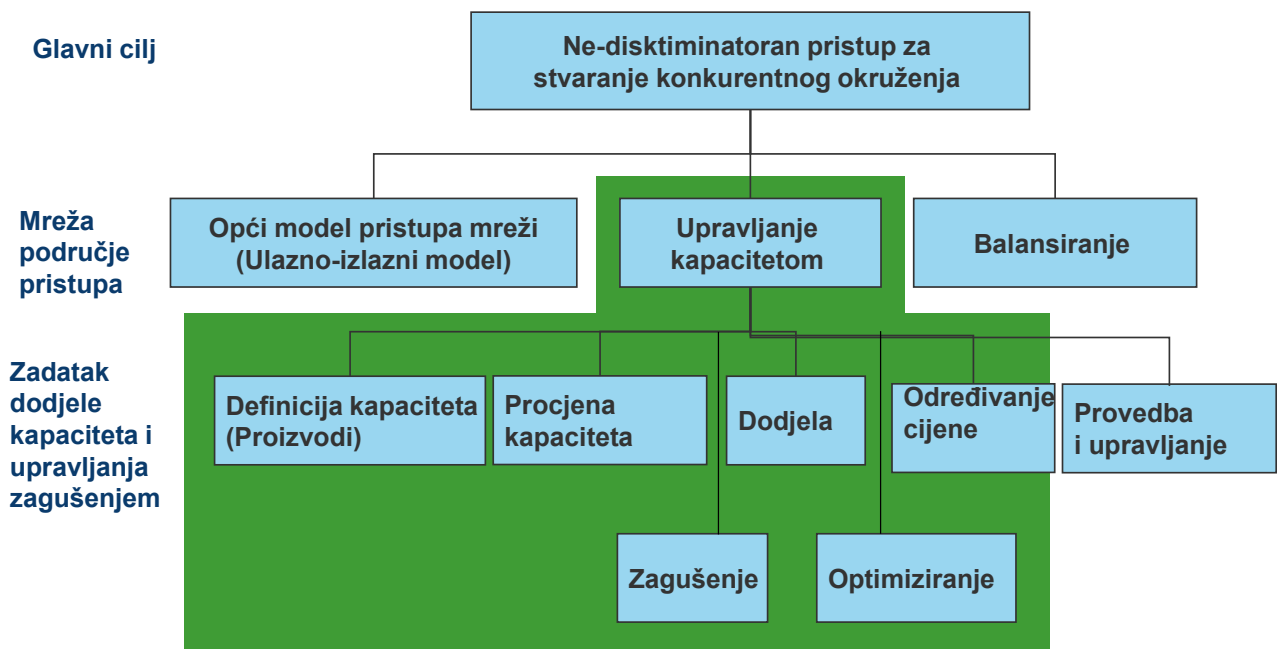 Glavni cilj
Ne-disktiminatoran pristup za
stvaranje konkurentnog okruženja
Mreža
područje
pristupa
Opći model pristupa mreži
(Ulazno-izlazni model)
Upravljanje
kapacitetom
Balansiranje
Zadatak
dodjele
kapaciteta i
upravljanja
zagušenjem
Definicija kapaciteta
(Proizvodi)
Procjena
kapaciteta
Dodjela
Određivanje
cijene
Provedba
i upravljanje
Zagušenje
Optimiziranje